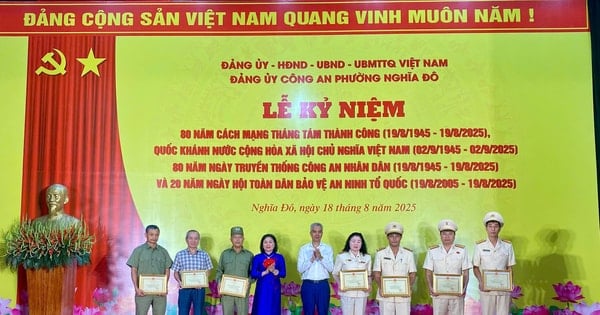 ĐẢNG CỘNG SẢN VIỆT NAM QUANG VINH MUÔN NĂM !
ĐẢNG ỦY - HĐND - UBND - UBMTTQ VIỆT NAM
ĐẢNG ỦY CÔNG AN PHƯỜNG NGHĨA ĐÔ
LỄ KỶ NIỆM
80 NĂM CÁCH MẠNG THÁNG TÁM THÀNH CÔNG (19/8/1945 - 19/8/2025),
QUỐC KHÁNH NƯỚC CỘNG HÒA XÃ HỘI CHỦ NGHĨA VIỆT NAM (02/9/1945 - 02/9/2025)
80 NĂM NGÀY TRUYỀN THỐNG CÔNG AN NHÂN DÂN (19/8/1945 - 19/8/2025)
VÀ 20 NĂM NGÀY HỘI TOÀN DÂN BẢO VỆ AN NINH TỔ QUỐC (19/8/2005 - 19/8/2025)
Nghĩa Đô, ngày 18 tháng 8 năm 2025